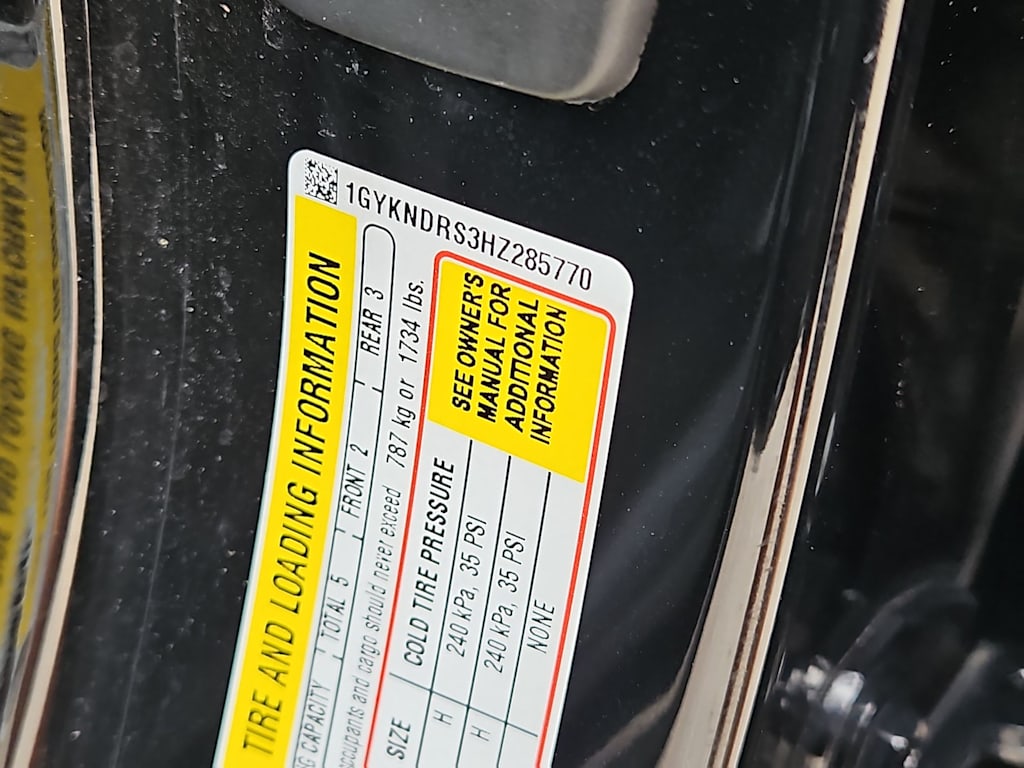 1GYKNDRS3HZ285770
TIRE AND LOADING INFORMATION
CAPACITY TOTAL 5 FRONT 2 REAR 3
occupants and cargo should never exceed 787 kg or 1734 lbs.
SIZE COLD TIRE PRESSURE
H 240 kPa, 35 PSI
H 240 kPa, 35 PSI
NONE
SEE OWNER'S
MANUAL FOR
ADDITIONAL
INFORMATION